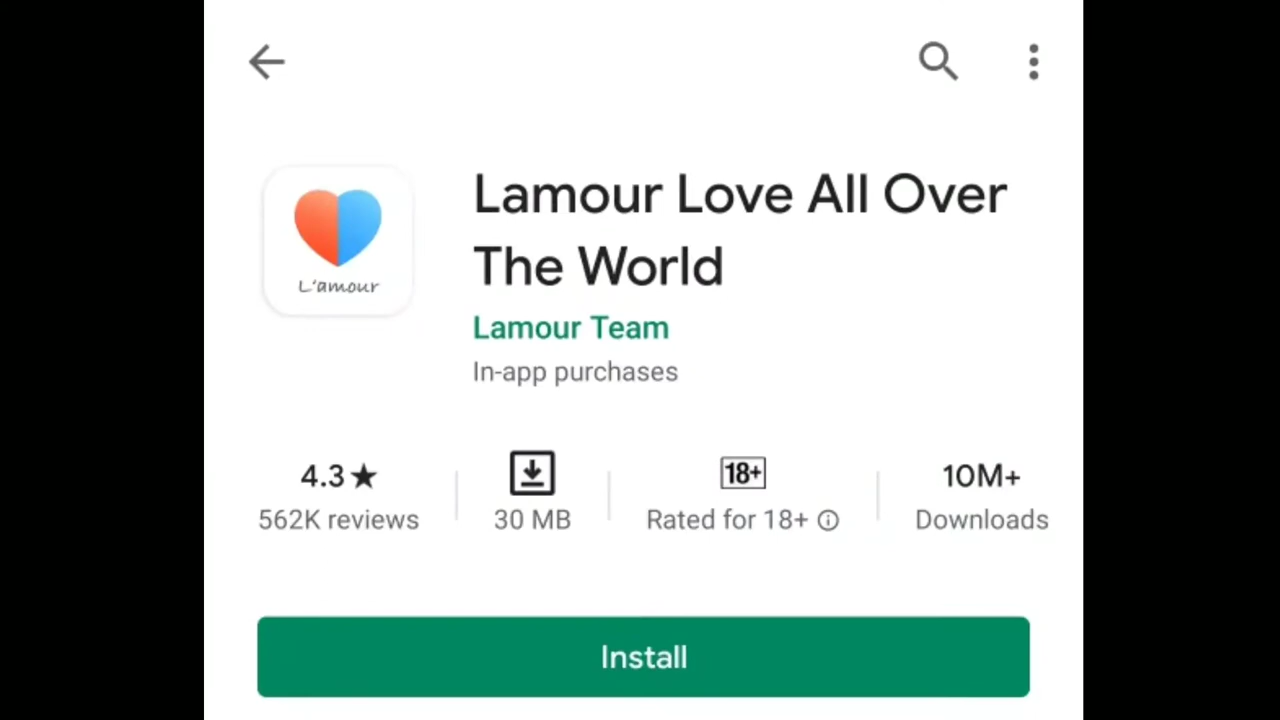 L'amour
Lamour Love All Over
The World
Lamour Team
In-app purchases
4.3★
562K reviews
30 MB
18+
Rated for 18+
10M+
Downloads
Install